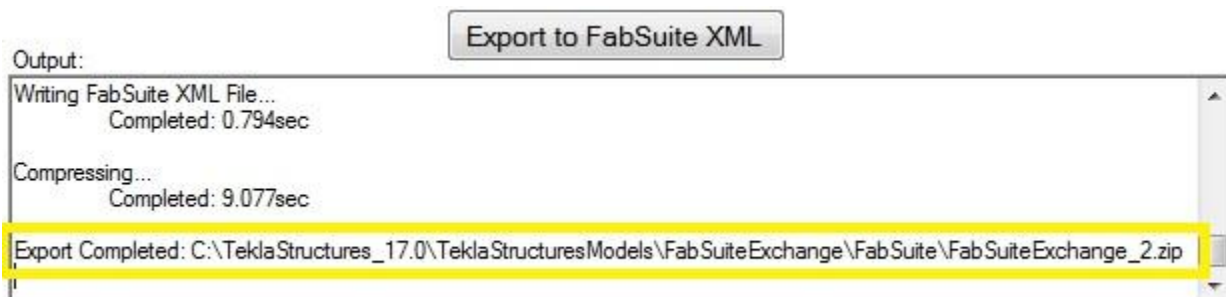 Export to FabSuite XML
Output:
Writing FabSuite XML File...
Completed: 0.794sec
Compressing...
Completed: 9.077sec
Export Completed: C:\TeklaStructures_17.0\TeklaStructuresModels\FabSuiteExchange\FabSuite\FabSuiteExchange_2.zip